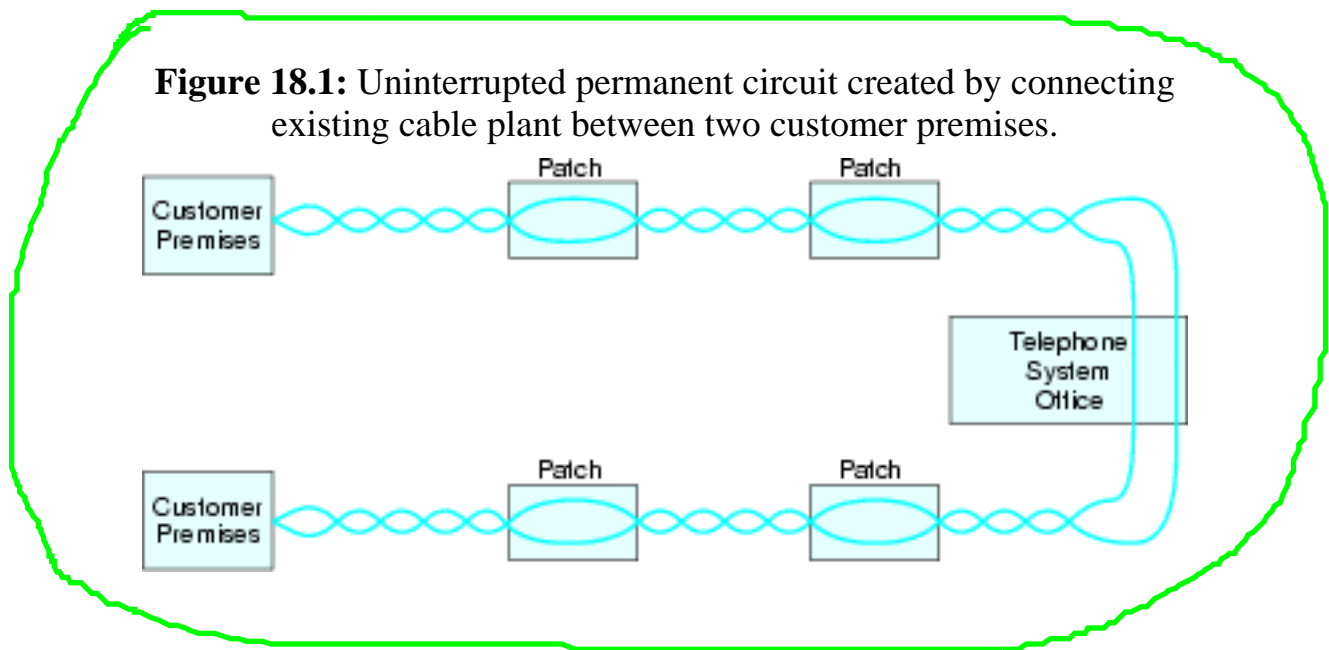 Figure 18.1: Uninterrupted permanent circuit created by connecting
existing cable plant between two customer premises.
Patch
Patch
Customer
Premises
Telephone
System
Office
Patch
Patch
Customer
Premises